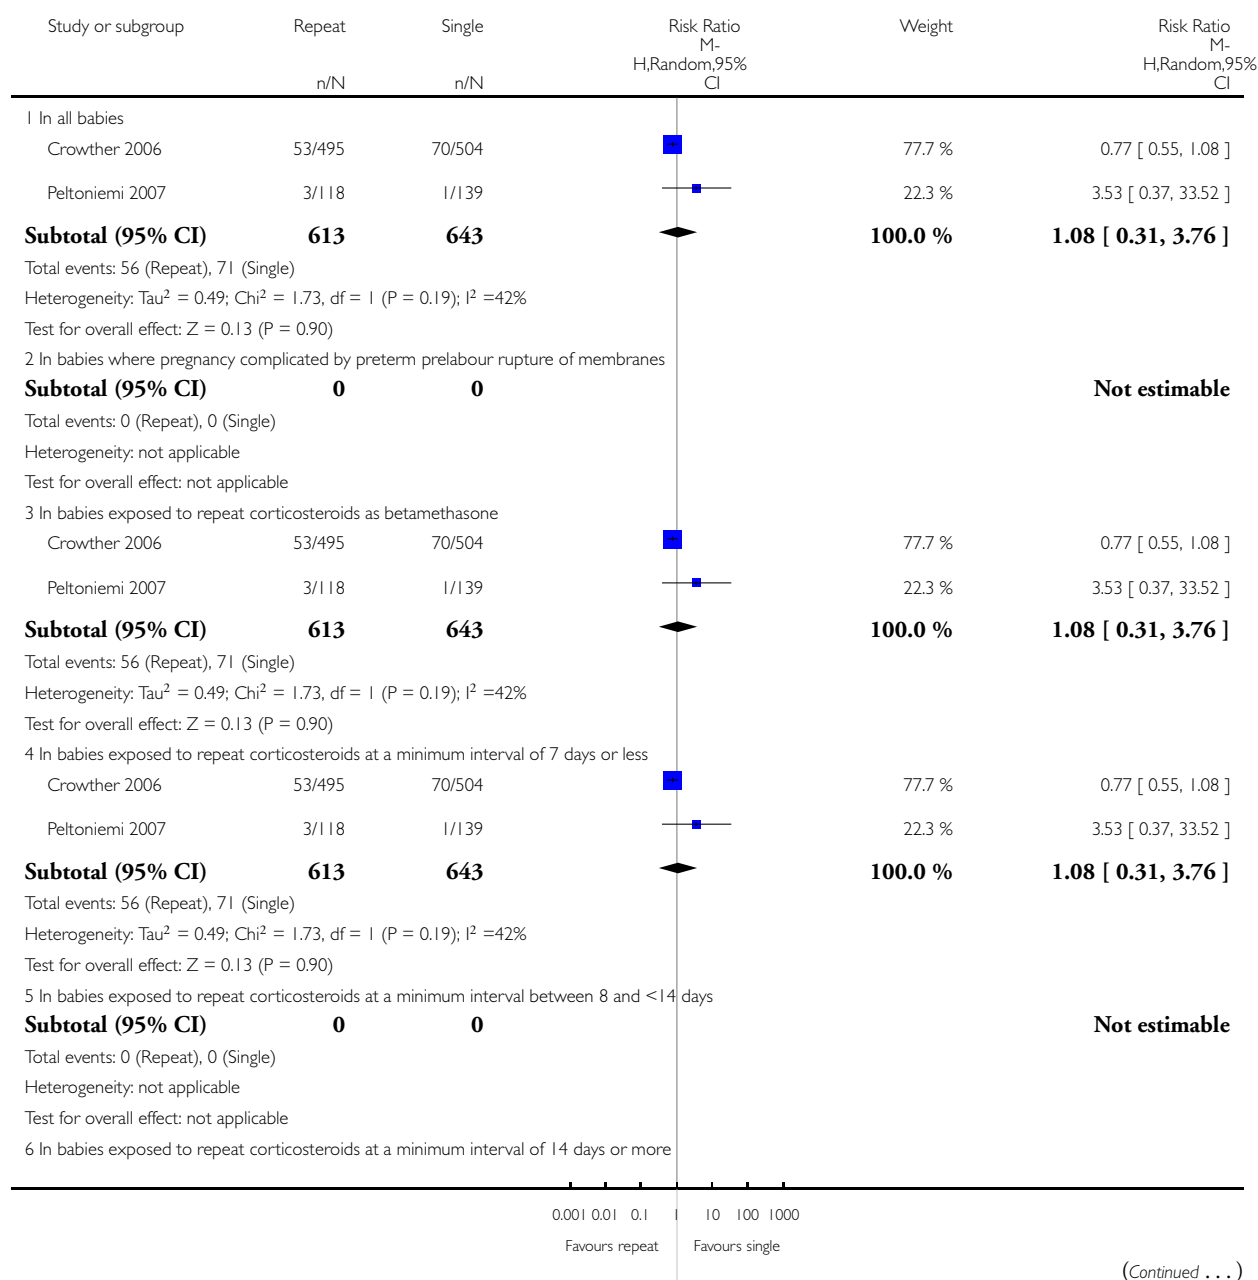 Study or subgroup Repeat Single Risk Ratio Weight Risk Ratio
M- M-
H,Random,95% H,Random,95%
n/N n/N CI CI
1 In all babies
Crowther 2006 53/495 70/504 77.7 % 0.77 [ 0.55, 1.08 ]
Peltoniemi 2007 3/118 1/139 22.3 % 3.53 [ 0.37, 33.52 ]
Subtotal (95% CI) 613 643 100.0 % 1.08 [ 0.31, 3.76 ]
Total events: 56 (Repeat), 71 (Single)
Heterogeneity: Tau² = 0.49; Chi² = 1.73, df = 1 (P = 0.19); I² =42%
Test for overall effect: Z = 0.13 (P = 0.90)
2 In babies where pregnancy complicated by preterm prelabour rupture of membranes
Subtotal (95% CI) 0 0 Not estimable
Total events: 0 (Repeat), 0 (Single)
Heterogeneity: not applicable
Test for overall effect: not applicable
3 In babies exposed to repeat corticosteroids as betamethasone
Crowther 2006 53/495 70/504 77.7 % 0.77 [ 0.55, 1.08 ]
Peltoniemi 2007 3/118 1/139 22.3 % 3.53 [ 0.37, 33.52 ]
Subtotal (95% CI) 613 643 100.0 % 1.08 [ 0.31, 3.76 ]
Total events: 56 (Repeat), 71 (Single)
Heterogeneity: Tau² = 0.49; Chi² = 1.73, df = 1 (P = 0.19); I² =42%
Test for overall effect: Z = 0.13 (P = 0.90)
4 In babies exposed to repeat corticosteroids at a minimum interval of 7 days or less
Crowther 2006 53/495 70/504 77.7 % 0.77 [ 0.55, 1.08 ]
Peltoniemi 2007 3/118 1/139 22.3 % 3.53 [ 0.37, 33.52 ]
Subtotal (95% CI) 613 643 100.0 % 1.08 [ 0.31, 3.76 ]
Total events: 56 (Repeat), 71 (Single)
Heterogeneity: Tau² = 0.49; Chi² = 1.73, df = 1 (P = 0.19); I² =42%
Test for overall effect: Z = 0.13 (P = 0.90)
5 In babies exposed to repeat corticosteroids at a minimum interval between 8 and <14 days
Subtotal (95% CI) 0 0 Not estimable
Total events: 0 (Repeat), 0 (Single)
Heterogeneity: not applicable
Test for overall effect: not applicable
6 In babies exposed to repeat corticosteroids at a minimum interval of 14 days or more
0.001 0.01 0.1 1 10 100 1000
Favours repeat Favours single
(Continued . . . )